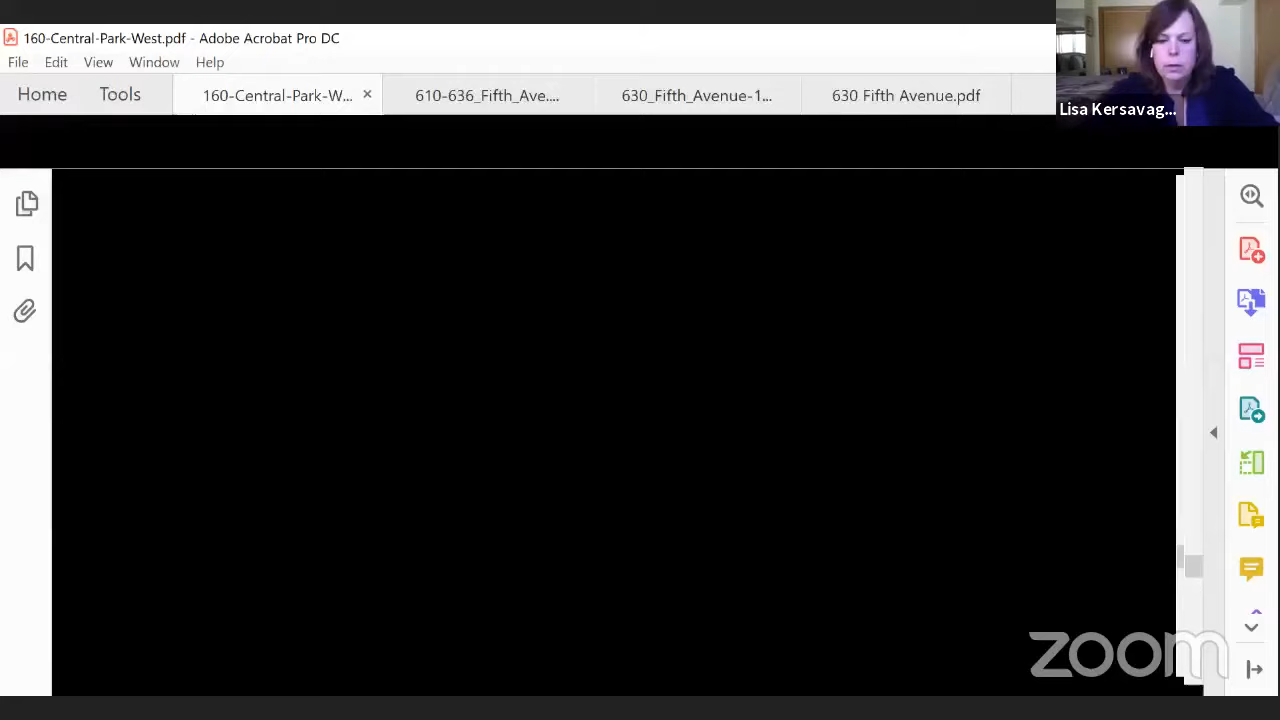 160-Central-Park-West.pdf - Adobe Acrobat Pro DC
File Edit View Window Help
Home Tools 160-Central-Park-W... × 610-636_Fifth_Ave.... 630_Fifth_Avenue-1... 630 Fifth Avenue.pdf
Lisa Kersavag...
zoom